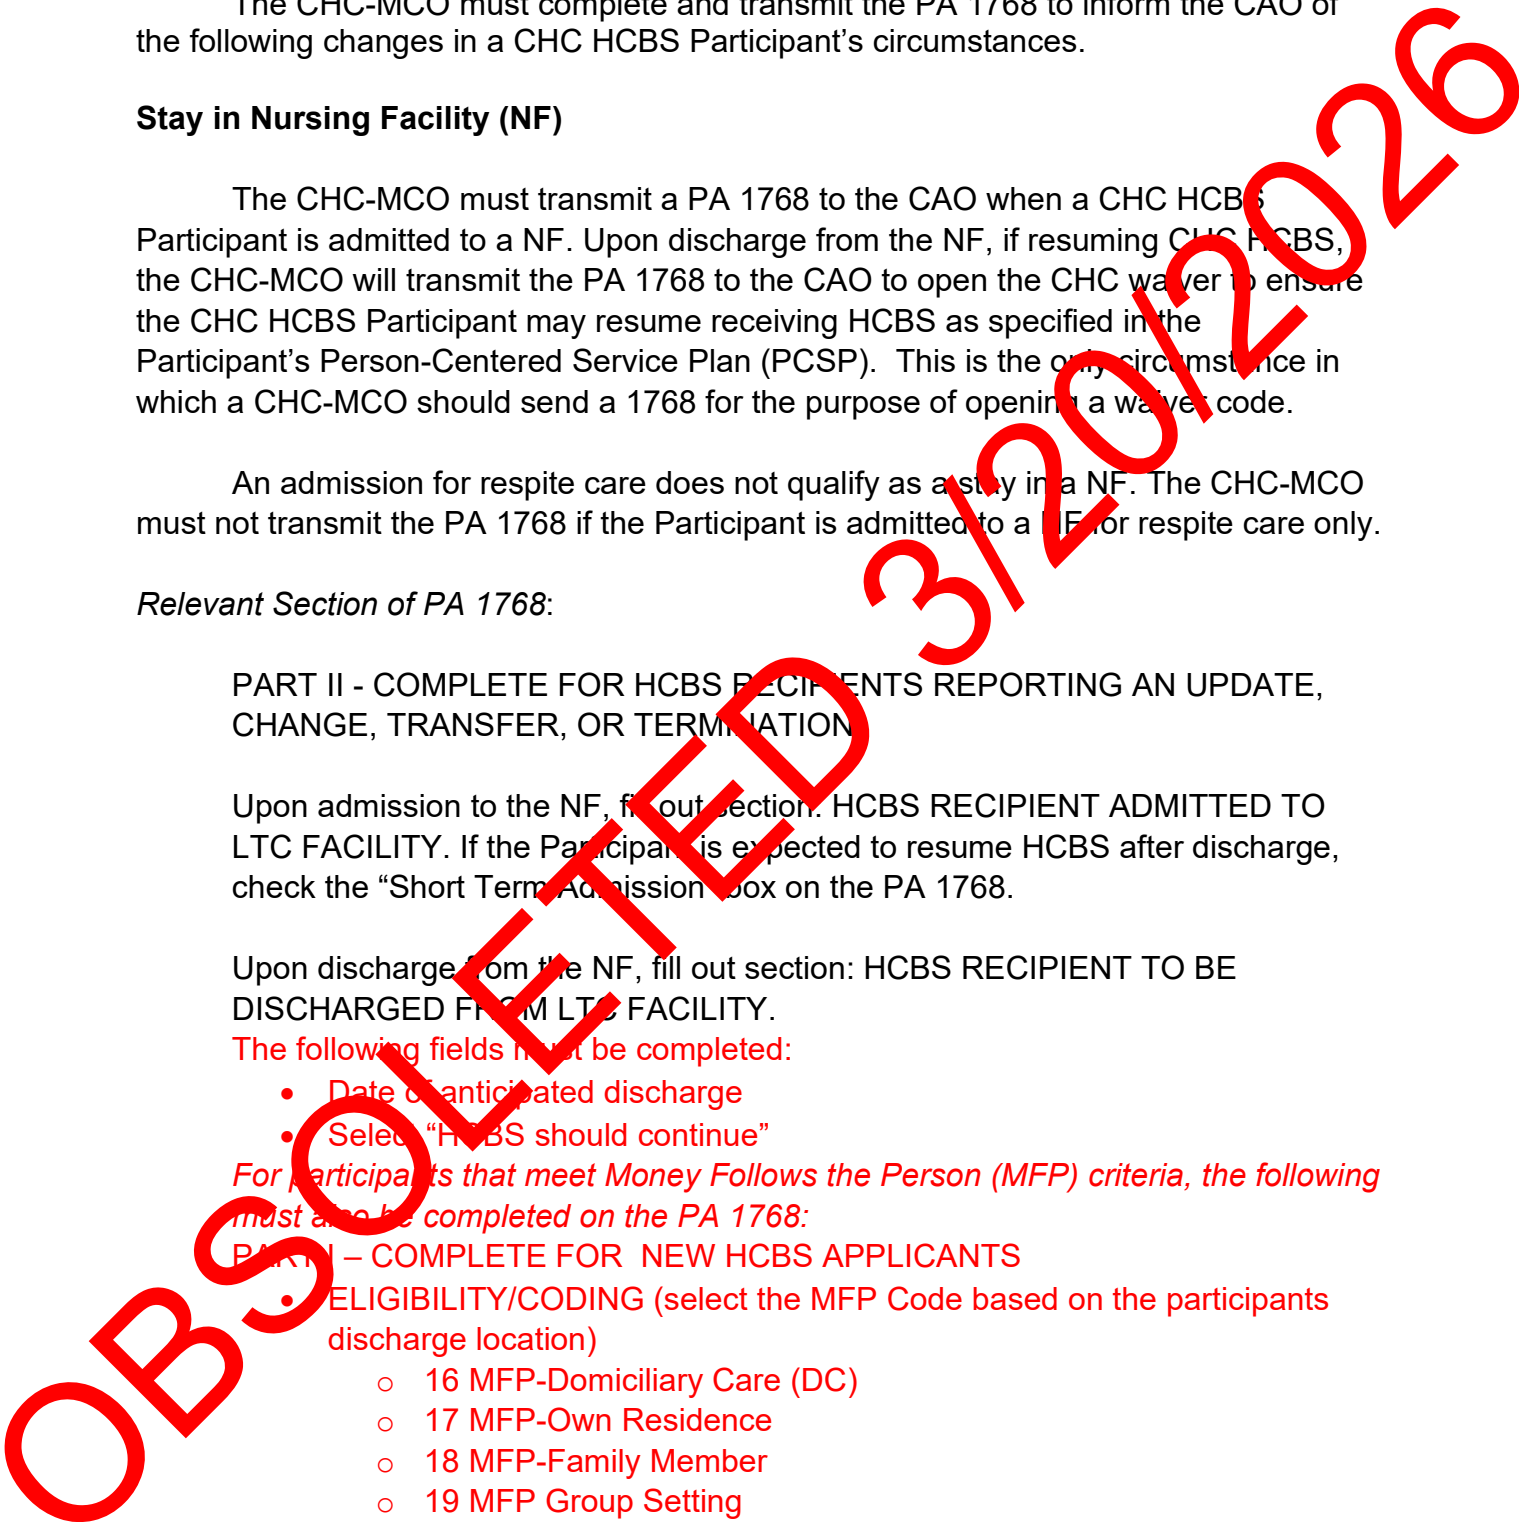 The CHC-MCO must complete and transmit the PA 1768 to inform the CAO of
the following changes in a CHC HCBS Participant’s circumstances.
Stay in Nursing Facility (NF)
The CHC-MCO must transmit a PA 1768 to the CAO when a CHC HCBS
Participant is admitted to a NF. Upon discharge from the NF, if resuming CHC HCBS,
the CHC-MCO will transmit the PA 1768 to the CAO to open the CHC waiver to ensure
the CHC HCBS Participant may resume receiving HCBS as specified in the
Participant’s Person-Centered Service Plan (PCSP).  This is the only circumstance in
which a CHC-MCO should send a 1768 for the purpose of opening a waiver code.
An admission for respite care does not qualify as a stay in a NF. The CHC-MCO
must not transmit the PA 1768 if the Participant is admitted to a NF for respite care only.
Relevant Section of PA 1768:
PART II - COMPLETE FOR HCBS RECIPIENTS REPORTING AN UPDATE,
CHANGE, TRANSFER, OR TERMINATION
Upon admission to the NF, fill out section: HCBS RECIPIENT ADMITTED TO
LTC FACILITY. If the Participant is expected to resume HCBS after discharge,
check the “Short Term Admission” box on the PA 1768.
Upon discharge from the NF, fill out section: HCBS RECIPIENT TO BE
DISCHARGED FROM LTC FACILITY.
The following fields must be completed:
• Date of anticipated discharge
• Select “HCBS should continue”
For participants that meet Money Follows the Person (MFP) criteria, the following
must also be completed on the PA 1768:
PART I – COMPLETE FOR  NEW HCBS APPLICANTS
• ELIGIBILITY/CODING (select the MFP Code based on the participants
discharge location)
o 16 MFP-Domiciliary Care (DC)
o 17 MFP-Own Residence
o 18 MFP-Family Member
o 19 MFP Group Setting
OBSOLETED 3/20/2026